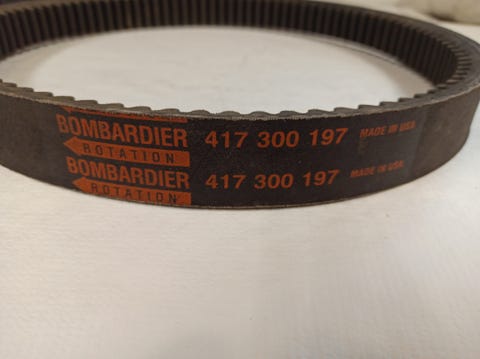 BOMBARDIER 417 300 197 MADE IN USA
ROTATION
BOMBARDIER 417 300 197 MADE IN USA
ROTATION